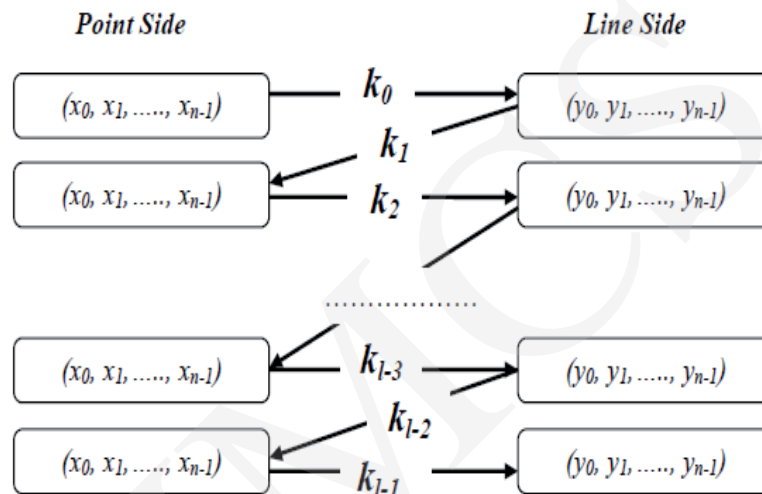 Point Side Line Side
(x₀, x₁, ....., xₙ₋₁) k₀ (y₀, y₁, ....., yₙ₋₁)
k₁
(x₀, x₁, ....., xₙ₋₁) k₂ (y₀, y₁, ....., yₙ₋₁)
....................
(x₀, x₁, ....., xₙ₋₁) kₗ₋₃ (y₀, y₁, ....., yₙ₋₁)
kₗ₋₂
(x₀, x₁, ....., xₙ₋₁) kₗ₋₁ (y₀, y₁, ....., yₙ₋₁)